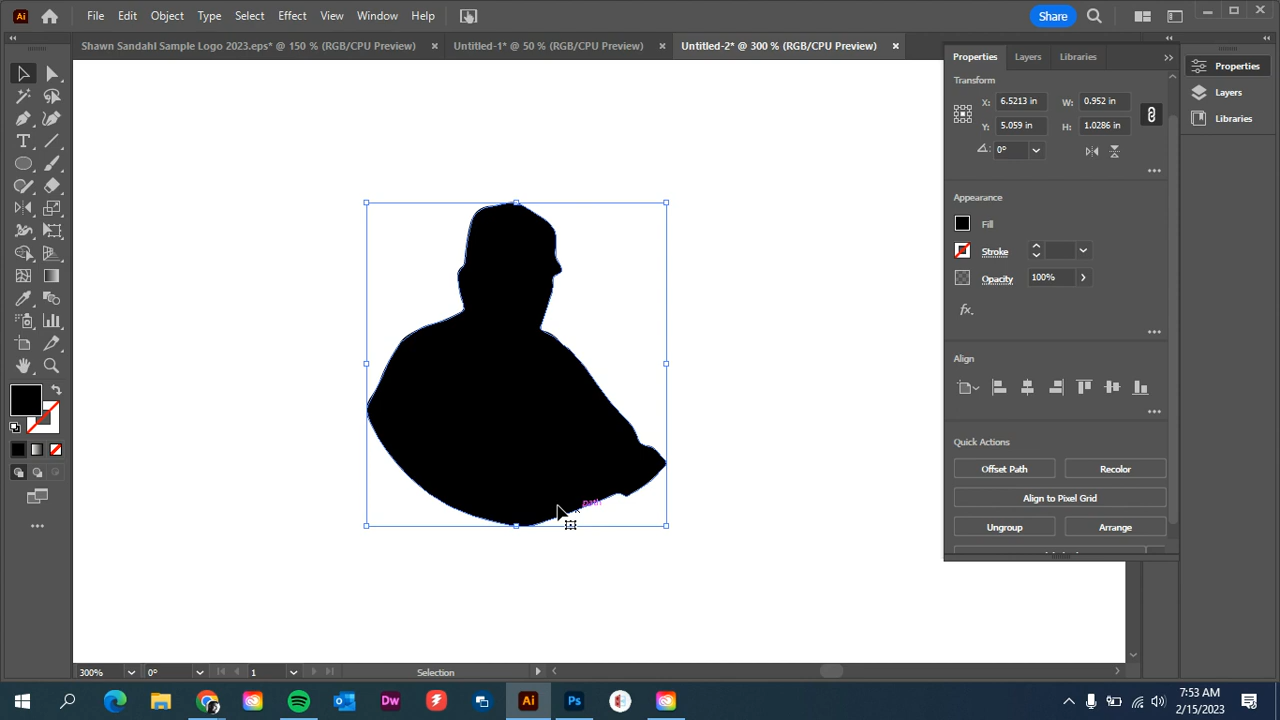 Ai File Edit Object Type Select Effect View Window Help Share
Shawn Sandahl Sample Logo 2023.eps* @ 150 % (RGB/CPU Preview) × Untitled-1* @ 50 % (RGB/CPU Preview) × Untitled-2* @ 300 % (RGB/CPU Preview) ×
Properties Layers Libraries
Transform
X: 6.5213 in W: 0.952 in
Y: 5.059 in H: 1.0286 in
0°
Appearance
Fill
Stroke
Opacity 100%
fx.
Align
Quick Actions
Offset Path Recolor
Align to Pixel Grid
Ungroup Arrange
Properties
Layers
Libraries
path
300% 0° 1 Selection
Dw Ai Ps
7:53 AM
2/15/2023